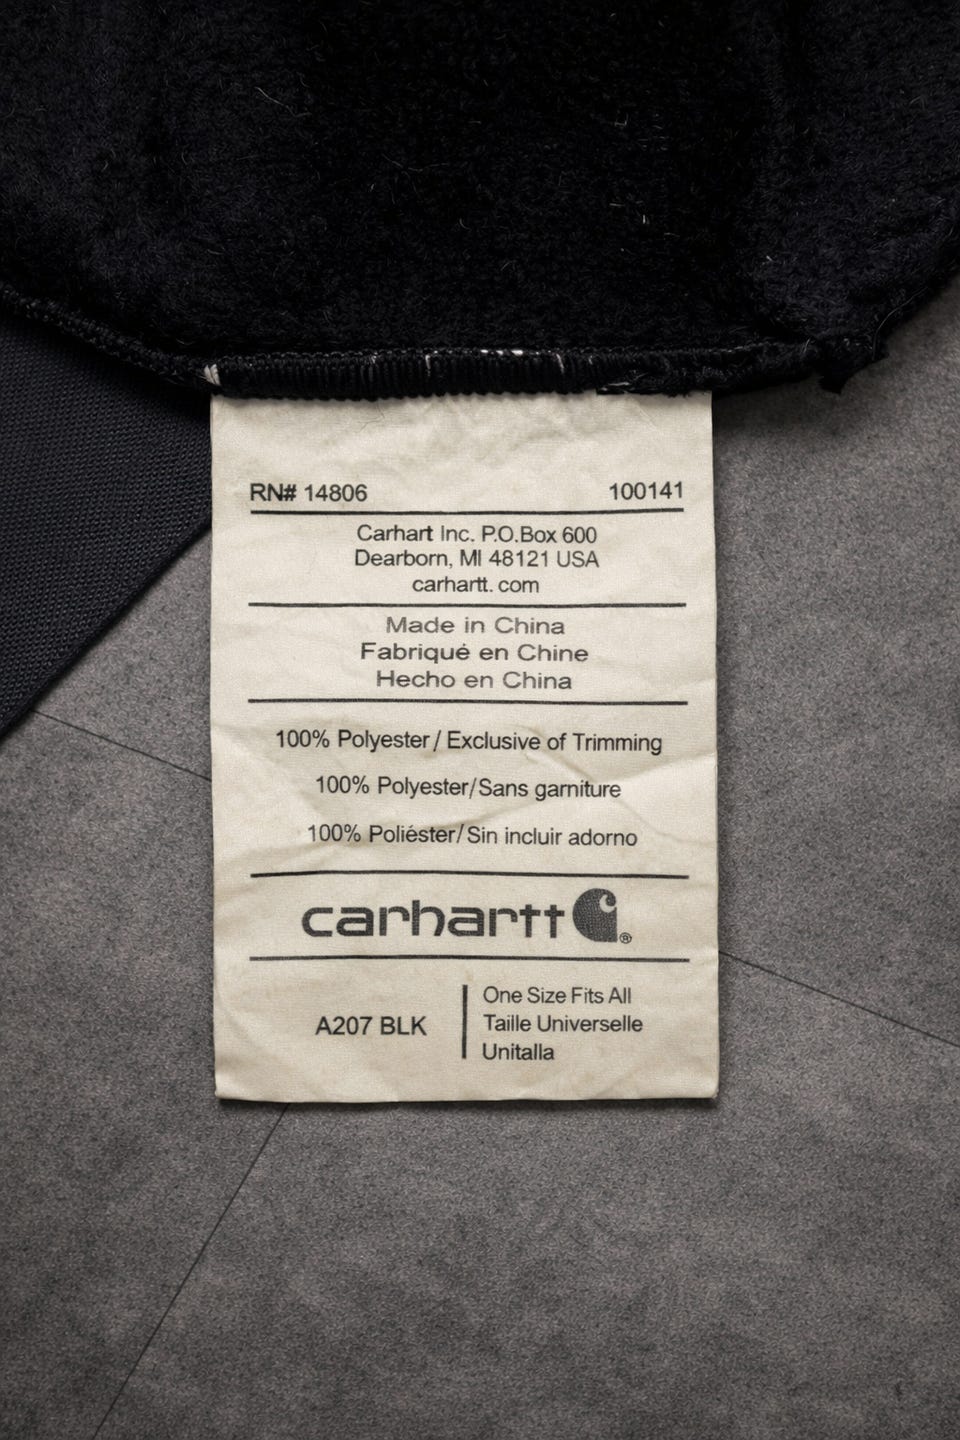 RN# 14806 100141
Carhart Inc. P.O.Box 600
Dearborn, MI 48121 USA
carhartt. com
Made in China
Fabriqué en Chine
Hecho en China
100% Polyester / Exclusive of Trimming
100% Polyester/Sans garniture
100% Poliéster/Sin incluir adorno
carhartt ®
A207 BLK
One Size Fits All
Taille Universelle
Unitalla